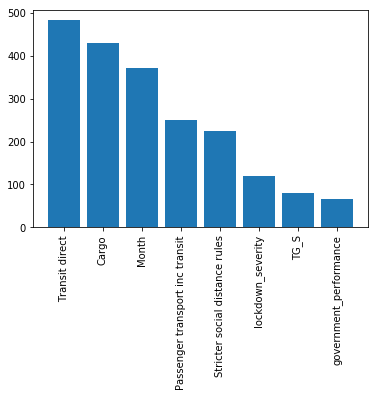 500
400
300
200
100
0
Transit direct
Cargo
Month
Passenger transport inc transit
Stricter social distance rules
lockdown_severity
TG_S
government_performance